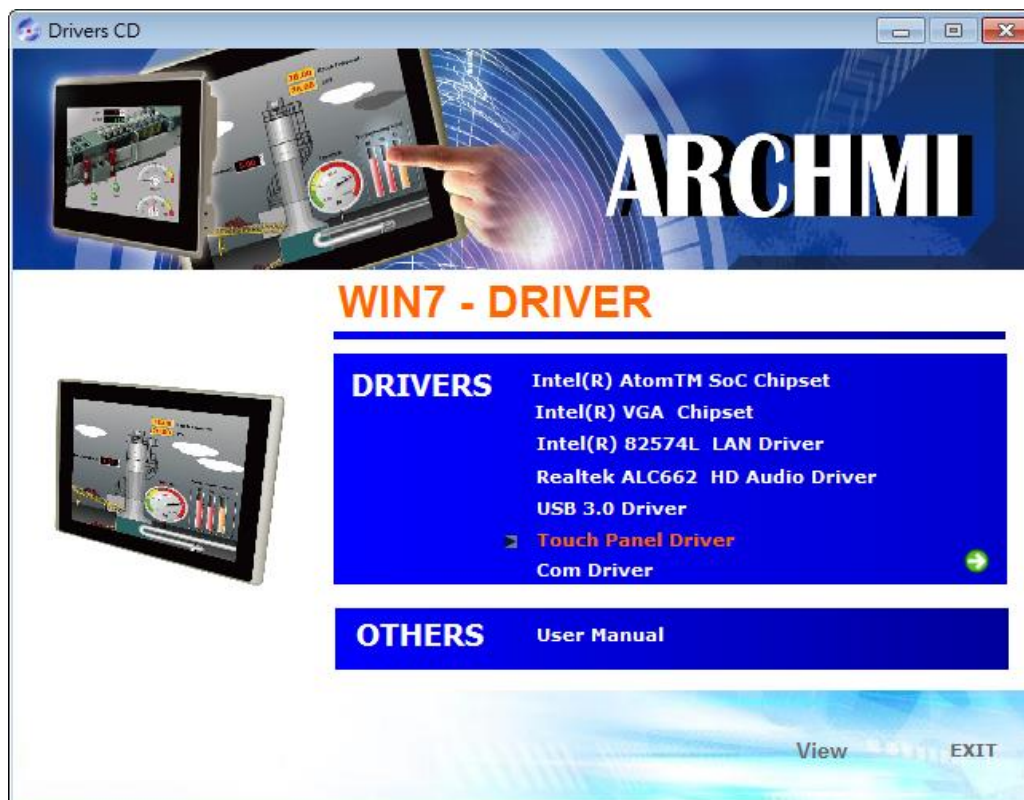 Drivers CD
ARCHMI
WIN7 - DRIVER
DRIVERS
Intel(R) AtomTM SoC Chipset
Intel(R) VGA Chipset
Intel(R) 82574L LAN Driver
Realtek ALC662 HD Audio Driver
USB 3.0 Driver
Touch Panel Driver
Com Driver
OTHERS
User Manual
View
EXIT